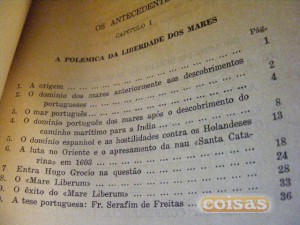 OS ANTECEDENTE
CAPÍTULO I
A POLEMICA DA LIBERDADE DOS MARES
Pág.
1. A origem ... 1
2. O domínio dos mares anteriormente aos descobrimentos
portugueses ... 2
3. O mar português ... 4
4. O domínio português dos mares após o descobrimento do
caminho marítimo para a Índia ... 8
5. O domínio espanhol e as hostilidades contra os Holandeses 13
6. A luta no Oriente e o apresamento da nau «Santa Cata-
rina» em 1603 ... 18
7 Entra Hugo Grocio na questão ... 24
8. O «Mare Liberum» ... 28
9. O êxito do «Mare Liberum» ... 33
A tese portuguesa: Fr. Serafim de Freitas ... 36
coisas